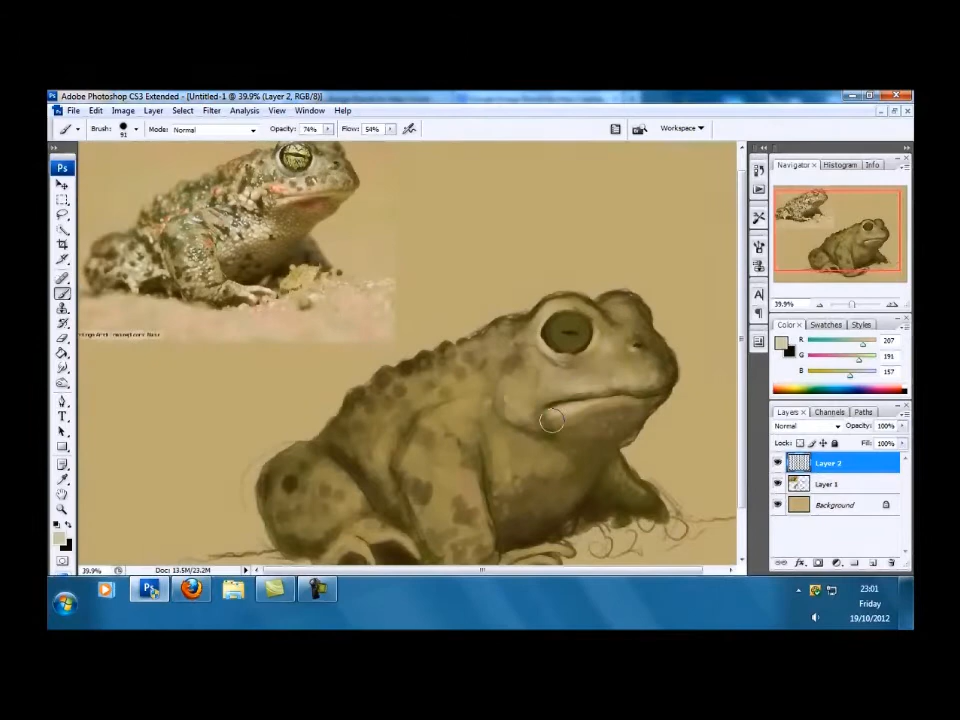 Adobe Photoshop CS3 Extended - [Untitled-1 @ 39.9% (Layer 2, RGB/8)]
File Edit Image Layer Select Filter Analysis View Window Help
Brush: 91 Mode: Normal Opacity: 74% Flow: 54% Workspace
Ps
Navigator Histogram Info
39.9%
Color Swatches Styles
R 207
G 191
B 157
Layers Channels Paths
Normal Opacity: 100%
Lock: Fill: 100%
Layer 2
Layer 1
Background
39.9% Doc: 13.5M/23.2M
23:01
Friday
19/10/2012